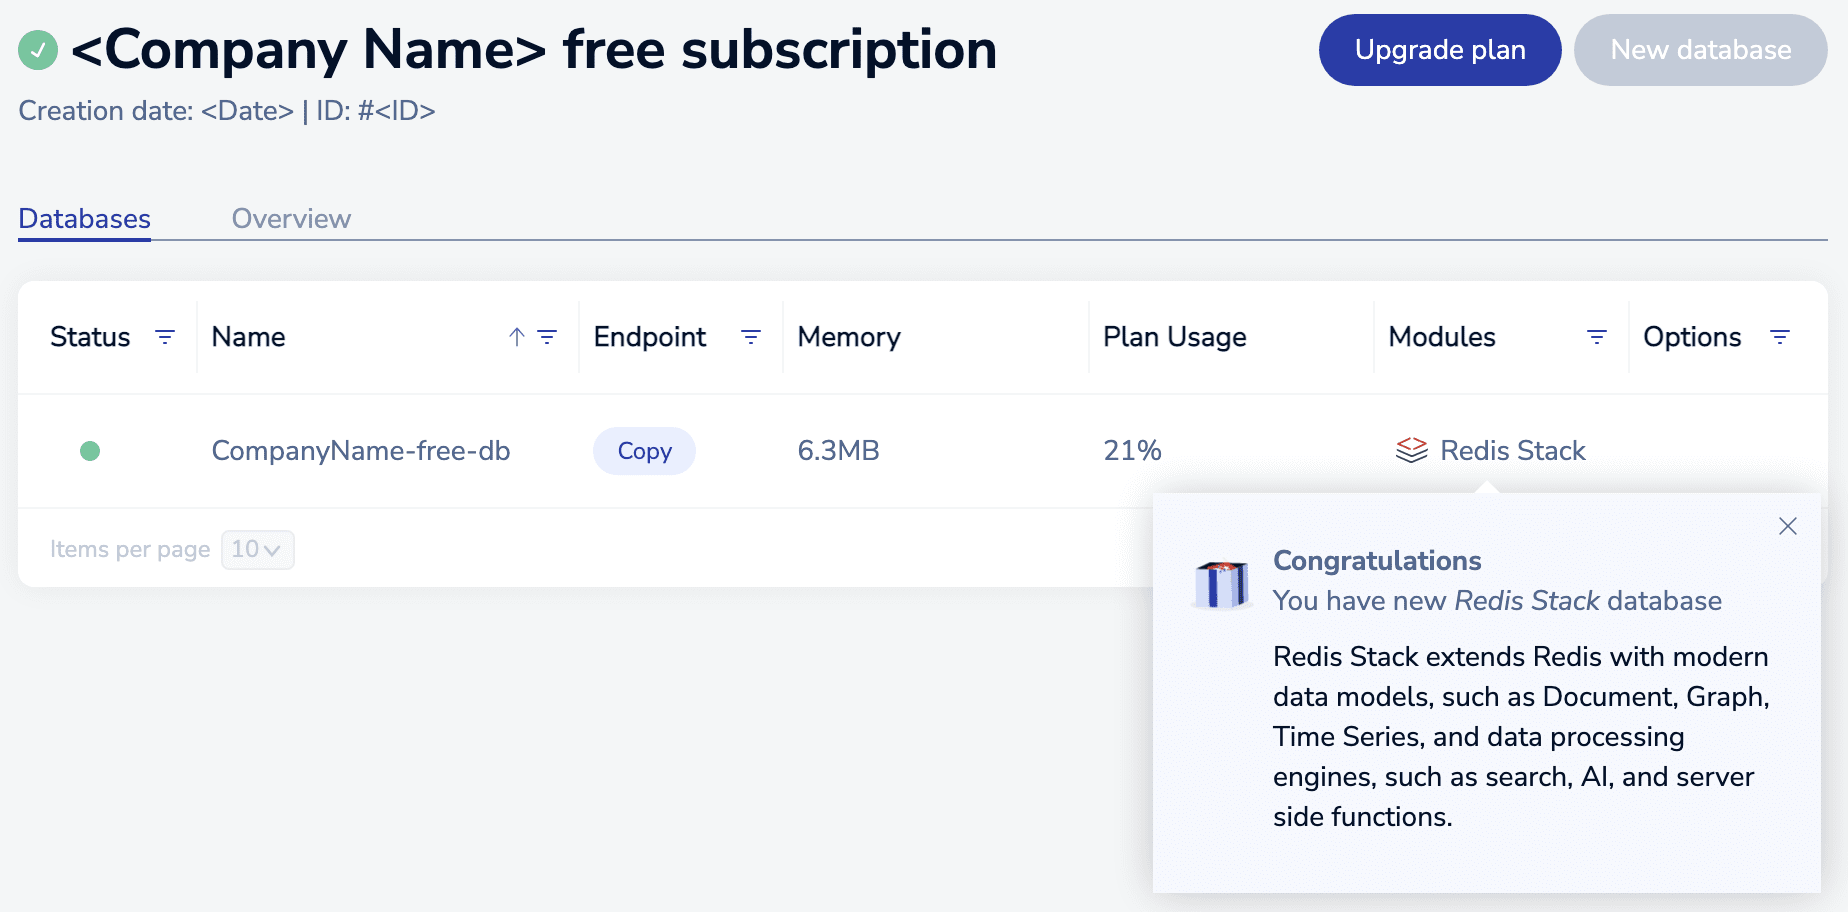 <Company Name> free subscription
Upgrade plan
New database
Creation date: <Date> | ID: #<ID>
Databases
Overview
Status
Name
Endpoint
Memory
Plan Usage
Modules
Options
CompanyName-free-db
Copy
6.3MB
21%
Redis Stack
Items per page
10
Congratulations
You have new Redis Stack database
Redis Stack extends Redis with modern
data models, such as Document, Graph,
Time Series, and data processing
engines, such as search, AI, and server
side functions.